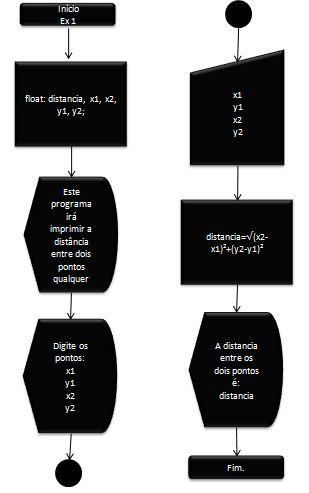 Início
Ex 1
float: distancia, x1, x2,
y1, y2;
Este
programa
irá
imprimir a
distância
entre dois
pontos
qualquer
Digite os
pontos:
x1
y1
x2
y2
x1
y1
x2
y2
distancia=√(x2-
x1)²+(y2-y1)²
A distancia
entre os
dois pontos
é:
distancia
Fim.